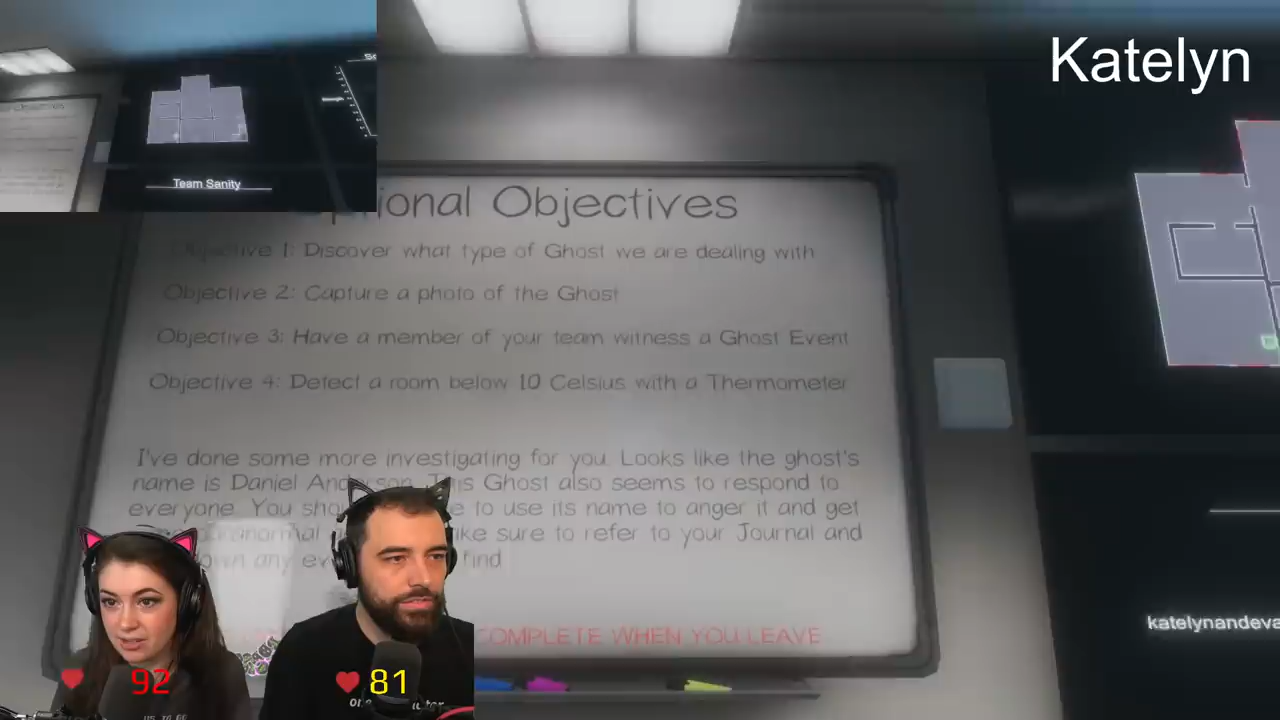 Katelyn
Team Sanity
Optional Objectives
Objective 1: Discover what type of Ghost we are dealing with
Objective 2: Capture a photo of the Ghost
Objective 3: Have a member of your team witness a Ghost Event
Objective 4: Detect a room below 10 Celsius with a Thermometer
I've done some more investigating for you. Looks like the ghost's
name is Daniel Anderson. This Ghost also seems to respond to
everyone. You to use its name to anger it and get
sure to refer to your Journal and
down any find
COMPLETE WHEN YOU LEAVE
katelynandeva
92
81